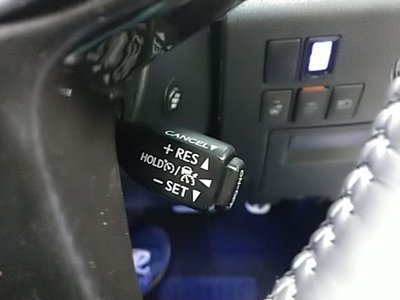 CANCEL▼
+RES▲
HOLD/◀
−SET▼